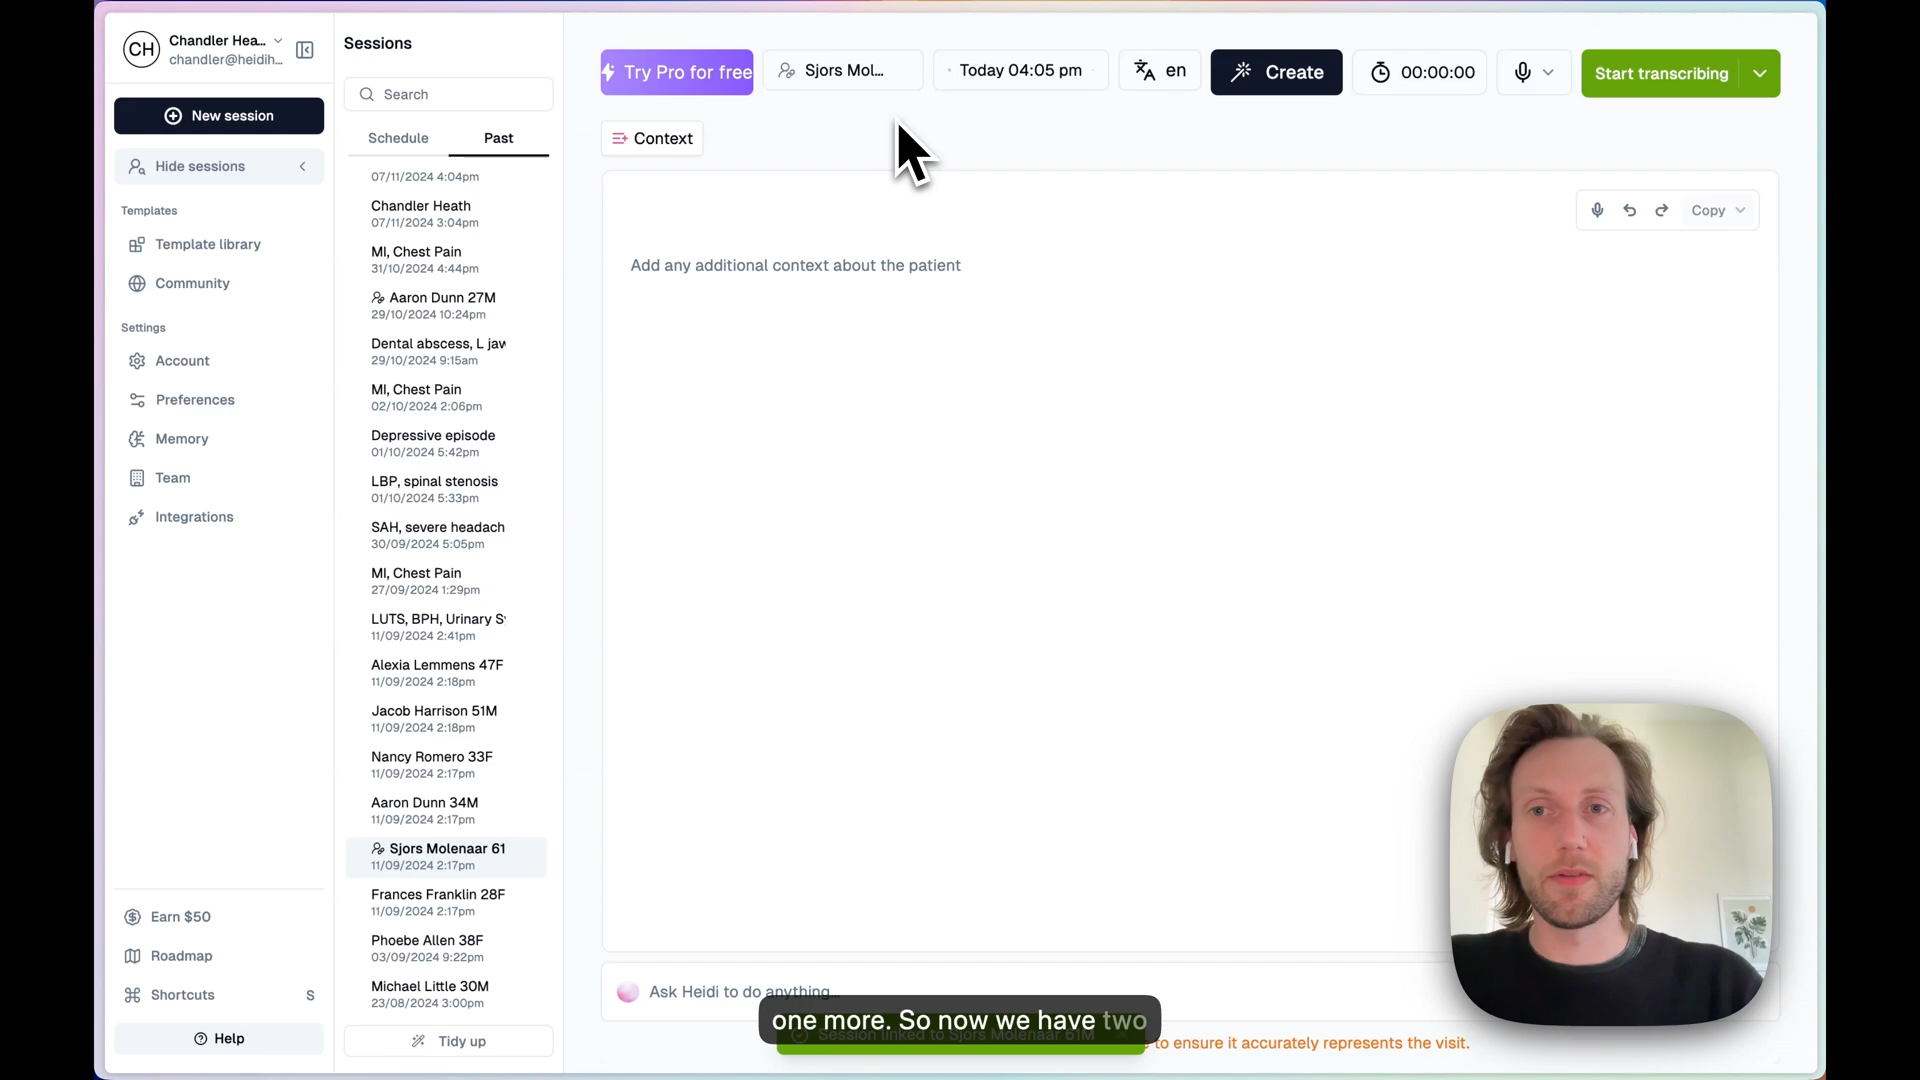 CH
Chandler Hea...
chandler@heidih...
New session
Hide sessions
Templates
Template library
Community
Settings
Account
Preferences
Memory
Team
Integrations
Earn $50
Roadmap
Shortcuts
S
Help
Sessions
Search
Schedule
Past
07/11/2024 4:04pm
Chandler Heath
07/11/2024 3:04pm
MI, Chest Pain
31/10/2024 4:44pm
Aaron Dunn 27M
29/10/2024 10:24pm
Dental abscess, L jaw
29/10/2024 9:15am
MI, Chest Pain
02/10/2024 2:06pm
Depressive episode
01/10/2024 5:42pm
LBP, spinal stenosis
01/10/2024 5:33pm
SAH, severe headach
30/09/2024 5:05pm
MI, Chest Pain
27/09/2024 1:29pm
LUTS, BPH, Urinary S
11/09/2024 2:41pm
Alexia Lemmens 47F
11/09/2024 2:18pm
Jacob Harrison 51M
11/09/2024 2:18pm
Nancy Romero 33F
11/09/2024 2:17pm
Aaron Dunn 34M
11/09/2024 2:17pm
Sjors Molenaar 61
11/09/2024 2:17pm
Frances Franklin 28F
11/09/2024 2:17pm
Phoebe Allen 38F
03/09/2024 9:22pm
Michael Little 30M
23/08/2024 3:00pm
Tidy up
Try Pro for free
Sjors Mol...
Today 04:05 pm
en
Create
00:00:00
Start transcribing
Context
Copy
Add any additional context about the patient
Ask Heidi to do anything...
one more. So now we have two
Session linked to Sjors Molenaar 61M
to ensure it accurately represents the visit.